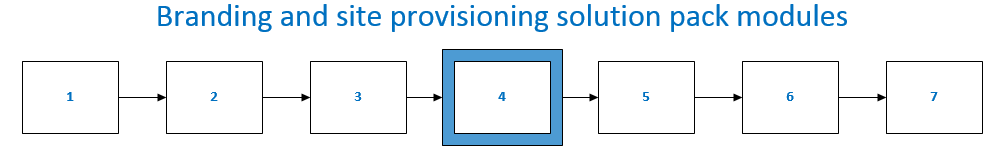 Branding and site provisioning solution pack modules
1 2 3 4 5 6 7